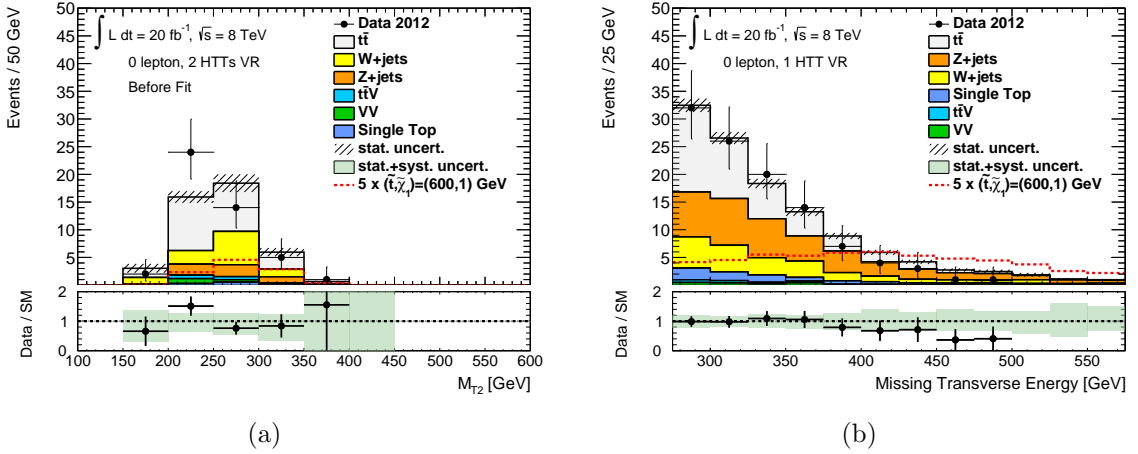 Events / 50 GeV
50
45
40
35
30
25
20
15
10
5
∫ L dt = 20 fb⁻¹, √s = 8 TeV
0 lepton, 2 HTTs VR
Before Fit
Data 2012
tt̄
W+jets
Z+jets
tt̄V
VV
Single Top
stat. uncert.
stat.+syst. uncert.
5 x (t̃,χ̃₁)=(600,1) GeV
Data / SM
2
1
0
100 150 200 250 300 350 400 450 500 550 600
M_T2 [GeV]
(a)
Events / 25 GeV
50
45
40
35
30
25
20
15
10
5
∫ L dt = 20 fb⁻¹, √s = 8 TeV
0 lepton, 1 HTT VR
Data 2012
tt̄
Z+jets
W+jets
Single Top
tt̄V
VV
stat. uncert.
stat.+syst. uncert.
5 x (t̃,χ̃₁)=(600,1) GeV
Data / SM
2
1
0
300 350 400 450 500 550
Missing Transverse Energy [GeV]
(b)